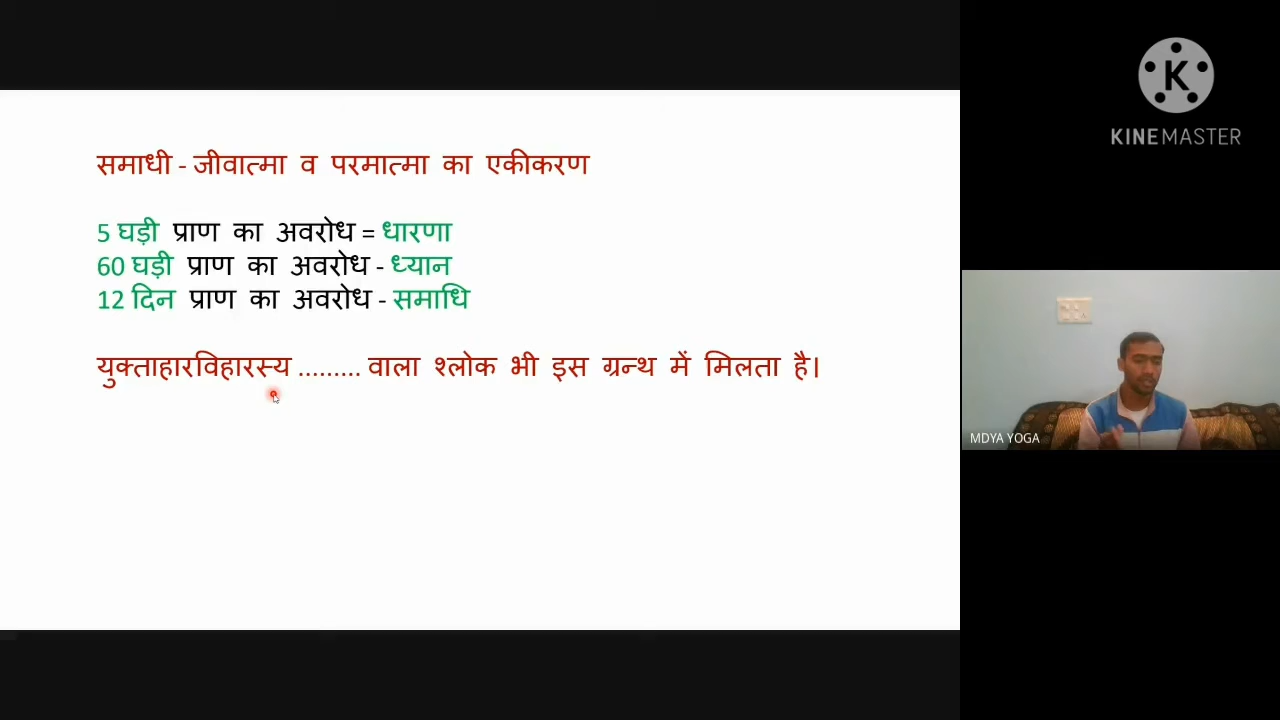 समाधी - जीवात्मा व परमात्मा का एकीकरण
5 घड़ी प्राण का अवरोध = धारणा
60 घड़ी प्राण का अवरोध - ध्यान
12 दिन प्राण का अवरोध - समाधि
युक्ताहारविहारस्य ......... वाला श्लोक भी इस ग्रन्थ में मिलता है।
K
KINEMASTER
MDYA YOGA